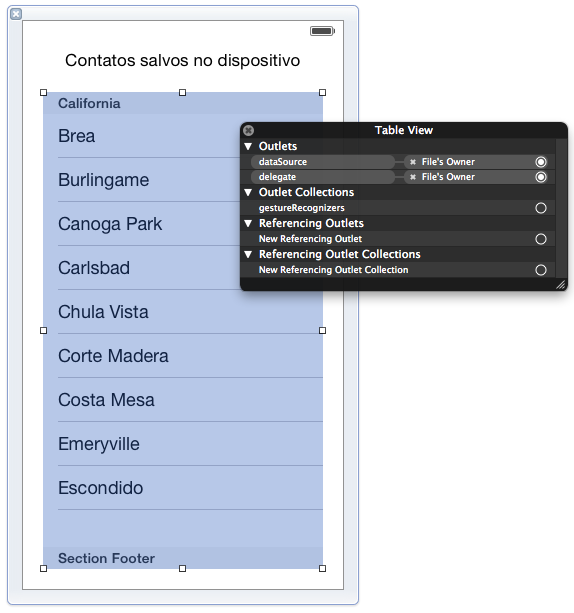 Contatos salvos no dispositivo
California
Brea
Burlingame
Canoga Park
Carlsbad
Chula Vista
Corte Madera
Costa Mesa
Emeryville
Escondido
Section Footer
Table View
Outlets
dataSource File's Owner
delegate File's Owner
Outlet Collections
gestureRecognizers
Referencing Outlets
New Referencing Outlet
Referencing Outlet Collections
New Referencing Outlet Collection